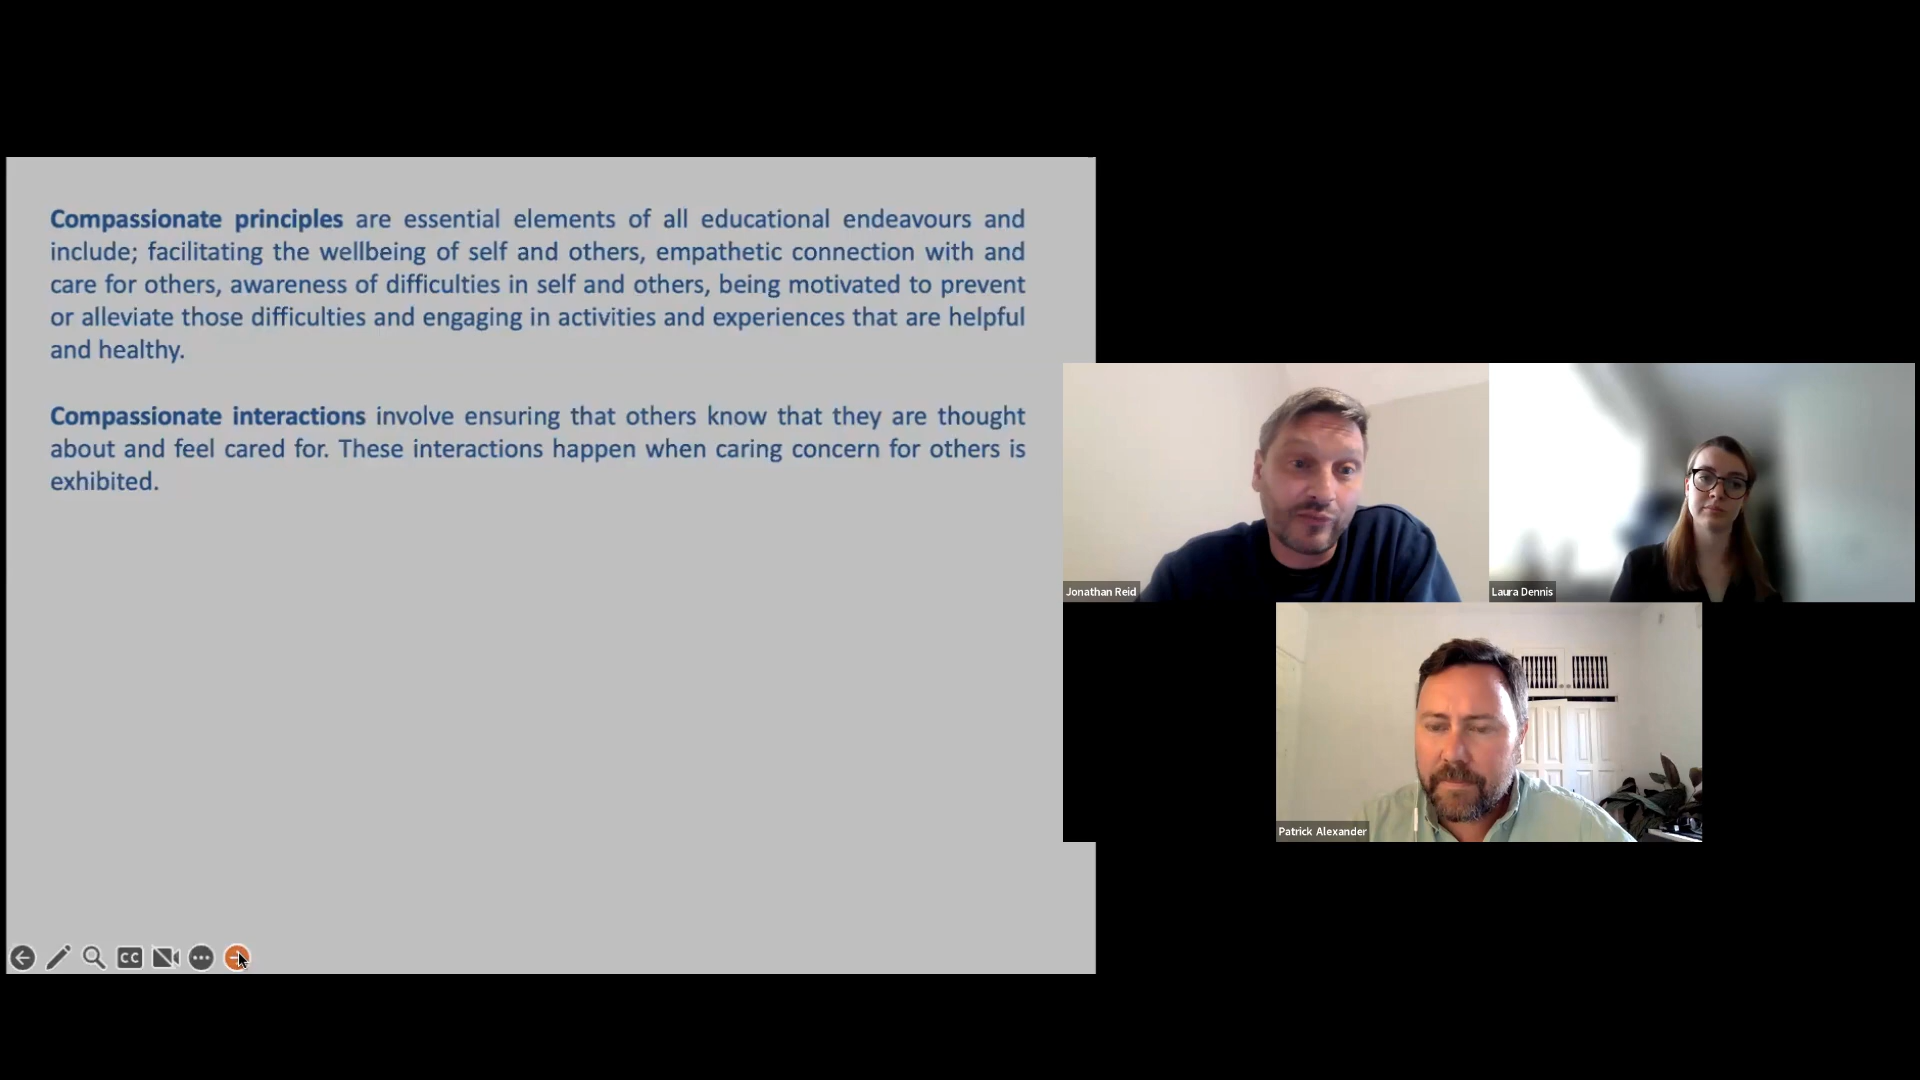 Compassionate principles are essential elements of all educational endeavours and
include; facilitating the wellbeing of self and others, empathetic connection with and
care for others, awareness of difficulties in self and others, being motivated to prevent
or alleviate those difficulties and engaging in activities and experiences that are helpful
and healthy.
Compassionate interactions involve ensuring that others know that they are thought
about and feel cared for. These interactions happen when caring concern for others is
exhibited.
Jonathan Reid
Laura Dennis
Patrick Alexander
CC